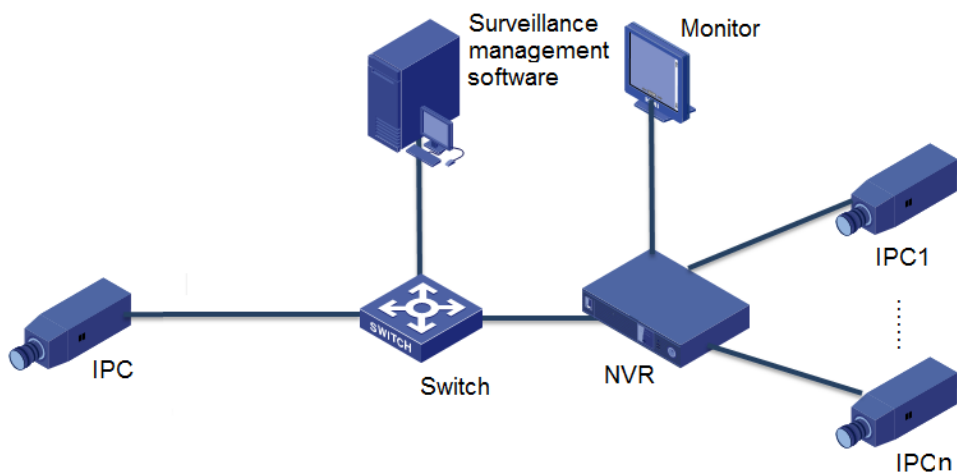 Surveillance
management
software
Monitor
IPC1
IPC
SWITCH
Switch
NVR
IPCn